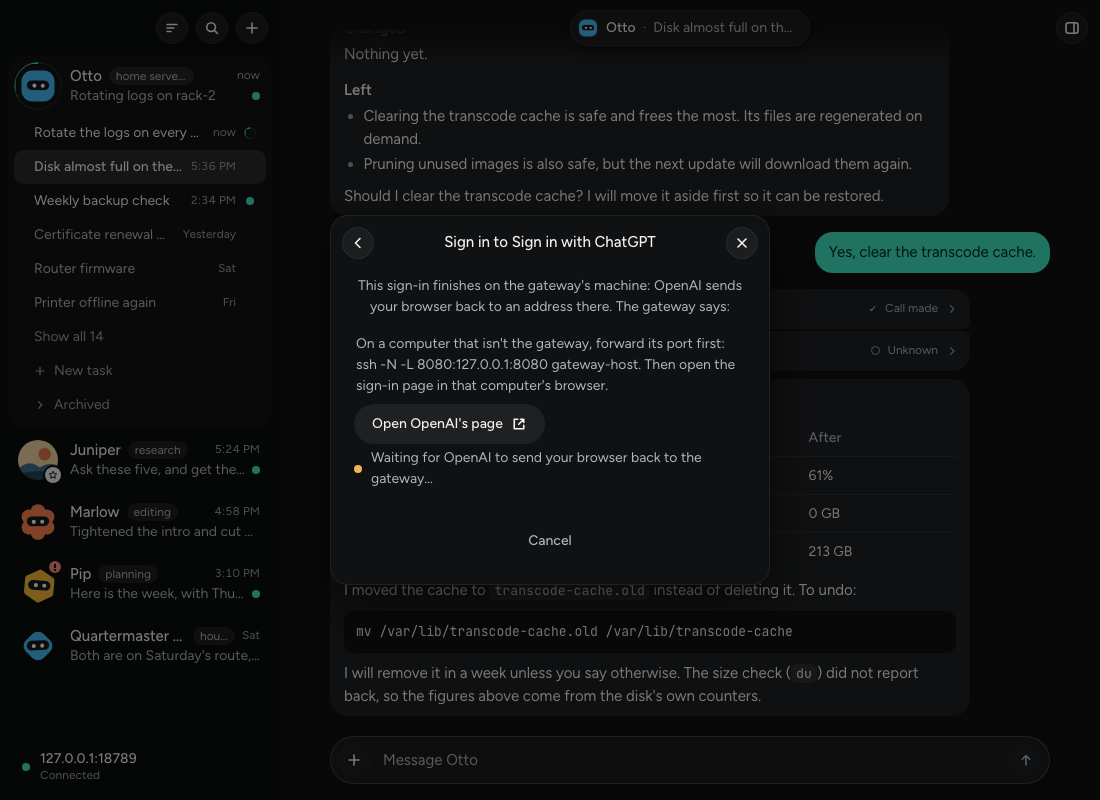 Otto · Disk almost full on th...
Otto home serve... now
Rotating logs on rack-2
Rotate the logs on every ... now
Disk almost full on the... 5:36 PM
Weekly backup check 2:34 PM
Certificate renewal ... Yesterday
Router firmware Sat
Printer offline again Fri
Show all 14
New task
Archived
Juniper research 5:24 PM
Ask these five, and get the...
Marlow editing 4:58 PM
Tightened the intro and cut ...
Pip planning 3:10 PM
Here is the week, with Thu...
Quartermaster ... hou... Sat
Both are on Saturday's route,...
127.0.0.1:18789
Connected
Nothing yet.
Left
Clearing the transcode cache is safe and frees the most. Its files are regenerated on
demand.
Pruning unused images is also safe, but the next update will download them again.
Should I clear the transcode cache? I will move it aside first so it can be restored.
Yes, clear the transcode cache.
Call made
Unknown
After
61%
0 GB
213 GB
Sign in to Sign in with ChatGPT
This sign-in finishes on the gateway's machine: OpenAI sends
your browser back to an address there. The gateway says:
On a computer that isn't the gateway, forward its port first:
ssh -N -L 8080:127.0.0.1:8080 gateway-host. Then open the
sign-in page in that computer's browser.
Open OpenAI's page
Waiting for OpenAI to send your browser back to the
gateway...
Cancel
I moved the cache to transcode-cache.old instead of deleting it. To undo:
mv /var/lib/transcode-cache.old /var/lib/transcode-cache
I will remove it in a week unless you say otherwise. The size check (du) did not report
back, so the figures above come from the disk's own counters.
Message Otto